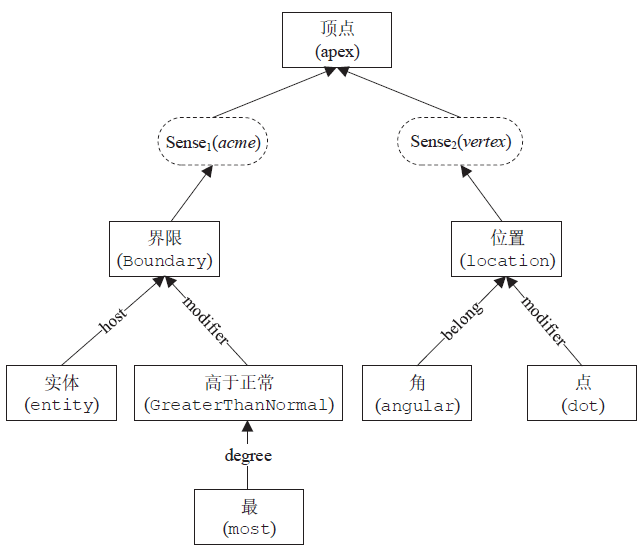 顶点
(apex)
Sense₁(acme)
Sense₂(vertex)
界限
(Boundary)
位置
(location)
host
modifier
belong
modifier
实体
(entity)
高于正常
(GreaterThanNormal)
角
(angular)
点
(dot)
degree
最
(most)